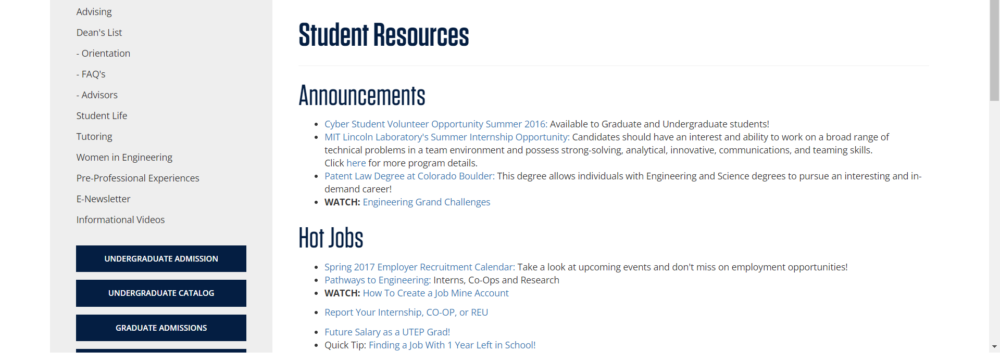 Advising
Dean's List
- Orientation
- FAQ's
- Advisors
Student Life
Tutoring
Women in Engineering
Pre-Professional Experiences
E-Newsletter
Informational Videos
UNDERGRADUATE ADMISSION
UNDERGRADUATE CATALOG
GRADUATE ADMISSIONS
Student Resources
Announcements
Cyber Student Volunteer Opportunity Summer 2016: Available to Graduate and Undergraduate students!
MIT Lincoln Laboratory's Summer Internship Opportunity: Candidates should have an interest and ability to work on a broad range of
technical problems in a team environment and possess strong-solving, analytical, innovative, communications, and teaming skills.
Click here for more program details.
Patent Law Degree at Colorado Boulder: This degree allows individuals with Engineering and Science degrees to pursue an interesting and in-
demand career!
WATCH: Engineering Grand Challenges
Hot Jobs
Spring 2017 Employer Recruitment Calendar: Take a look at upcoming events and don't miss on employment opportunities!
Pathways to Engineering: Interns, Co-Ops and Research
WATCH: How To Create a Job Mine Account
Report Your Internship, CO-OP, or REU
Future Salary as a UTEP Grad!
Quick Tip: Finding a Job With 1 Year Left in School!